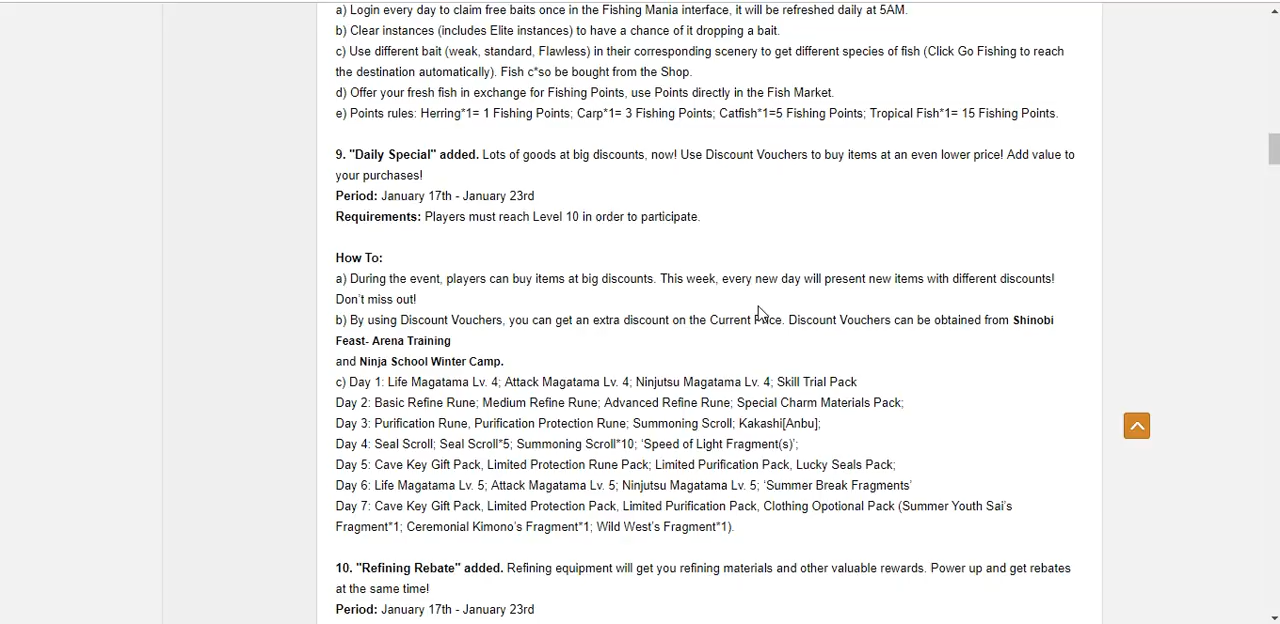 a) Login every day to claim free baits once in the Fishing Mania interface, it will be refreshed daily at 5AM.
b) Clear instances (includes Elite instances) to have a chance of it dropping a bait.
c) Use different bait (weak, standard, Flawless) in their corresponding scenery to get different species of fish (Click Go Fishing to reach
the destination automatically). Fish c*so be bought from the Shop.
d) Offer your fresh fish in exchange for Fishing Points, use Points directly in the Fish Market.
e) Points rules: Herring*1= 1 Fishing Points; Carp*1= 3 Fishing Points; Catfish*1=5 Fishing Points; Tropical Fish*1= 15 Fishing Points.
9. "Daily Special" added. Lots of goods at big discounts, now! Use Discount Vouchers to buy items at an even lower price! Add value to
your purchases!
Period: January 17th - January 23rd
Requirements: Players must reach Level 10 in order to participate.
How To:
a) During the event, players can buy items at big discounts. This week, every new day will present new items with different discounts!
Don't miss out!
b) By using Discount Vouchers, you can get an extra discount on the Current Price. Discount Vouchers can be obtained from Shinobi
Feast- Arena Training
and Ninja School Winter Camp.
c) Day 1: Life Magatama Lv. 4; Attack Magatama Lv. 4; Ninjutsu Magatama Lv. 4; Skill Trial Pack
Day 2: Basic Refine Rune; Medium Refine Rune; Advanced Refine Rune; Special Charm Materials Pack;
Day 3: Purification Rune, Purification Protection Rune; Summoning Scroll; Kakashi[Anbu];
Day 4: Seal Scroll; Seal Scroll*5; Summoning Scroll*10; ‘Speed of Light Fragment(s)’;
Day 5: Cave Key Gift Pack, Limited Protection Rune Pack; Limited Purification Pack, Lucky Seals Pack;
Day 6: Life Magatama Lv. 5; Attack Magatama Lv. 5; Ninjutsu Magatama Lv. 5; ‘Summer Break Fragments’
Day 7: Cave Key Gift Pack, Limited Protection Pack, Limited Purification Pack, Clothing Opotional Pack (Summer Youth Sai’s
Fragment*1; Ceremonial Kimono’s Fragment*1; Wild West’s Fragment*1).
10. "Refining Rebate" added. Refining equipment will get you refining materials and other valuable rewards. Power up and get rebates
at the same time!
Period: January 17th - January 23rd